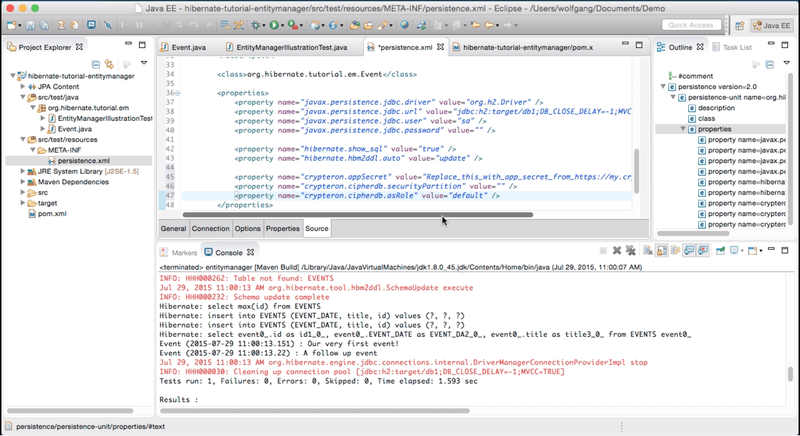 Java EE - hibernate-tutorial-entitymanager/src/test/resources/META-INF/persistence.xml - Eclipse - /Users/wolfgang/Documents/Demo
Quick Access
Java EE
Project Explorer
hibernate-tutorial-entitymanager
JPA Content
src/test/java
org.hibernate.tutorial.em
EntityManagerIllustrationTest
Event.java
src/test/resources
META-INF
persistence.xml
JRE System Library [J2SE-1.5]
Maven Dependencies
src
target
pom.xml
Event.java
EntityManagerIllustrationTest.java
*persistence.xml
hibernate-tutorial-entitymanager/pom.x
33
34 <class>org.hibernate.tutorial.em.Event</class>
35
36 <properties>
37 <property name="javax.persistence.jdbc.driver" value="org.h2.Driver" />
38 <property name="javax.persistence.jdbc.url" value="jdbc:h2:target/db1;DB_CLOSE_DELAY=-1;MVCC
39 <property name="javax.persistence.jdbc.user" value="sa" />
40 <property name="javax.persistence.jdbc.password" value="" />
41
42 <property name="hibernate.show_sql" value="true" />
43 <property name="hibernate.hbm2ddl.auto" value="update" />
44
45 <property name="crypteron.appSecret" value="Replace_this_with_app_secret_from_https://my.cry
46 <property name="crypteron.cipherdb.securityPartition" value="" />
47 <property name="crypteron.cipherdb.asRole" value="default" />
48 </properties>
General
Connection
Options
Properties
Source
Outline
Task List
#comment
persistence version=2.0
persistence-unit name=org.hi
description
class
properties
property name=javax.pe
property name=javax.pe
property name=javax.pe
property name=javax.pe
property name=hibernat
property name=hibernat
property name=cryptero
property name=cryptero
property name=cryptero
Markers
Console
<terminated> entitymanager [Maven Build] /Library/Java/JavaVirtualMachines/jdk1.8.0_45.jdk/Contents/Home/bin/java (Jul 29, 2015, 11:00:07 AM)
INFO: HHH000262: Table not found: EVENTS
Jul 29, 2015 11:00:13 AM org.hibernate.tool.hbm2ddl.SchemaUpdate execute
INFO: HHH000232: Schema update complete
Hibernate: select max(id) from EVENTS
Hibernate: insert into EVENTS (EVENT_DATE, title, id) values (?, ?, ?)
Hibernate: insert into EVENTS (EVENT_DATE, title, id) values (?, ?, ?)
Hibernate: select event0_.id as id1_0_, event0_.EVENT_DATE as EVENT_DA2_0_, event0_.title as title3_0_ from EVENTS event0_
Event (2015-07-29 11:00:13.151) : Our very first event!
Event (2015-07-29 11:00:13.22) : A follow up event
Jul 29, 2015 11:00:13 AM org.hibernate.engine.jdbc.connections.internal.DriverManagerConnectionProviderImpl stop
INFO: HHH000030: Cleaning up connection pool [jdbc:h2:target/db1;DB_CLOSE_DELAY=-1;MVCC=TRUE]
Tests run: 1, Failures: 0, Errors: 0, Skipped: 0, Time elapsed: 1.593 sec
Results :
persistence/persistence-unit/properties/#text